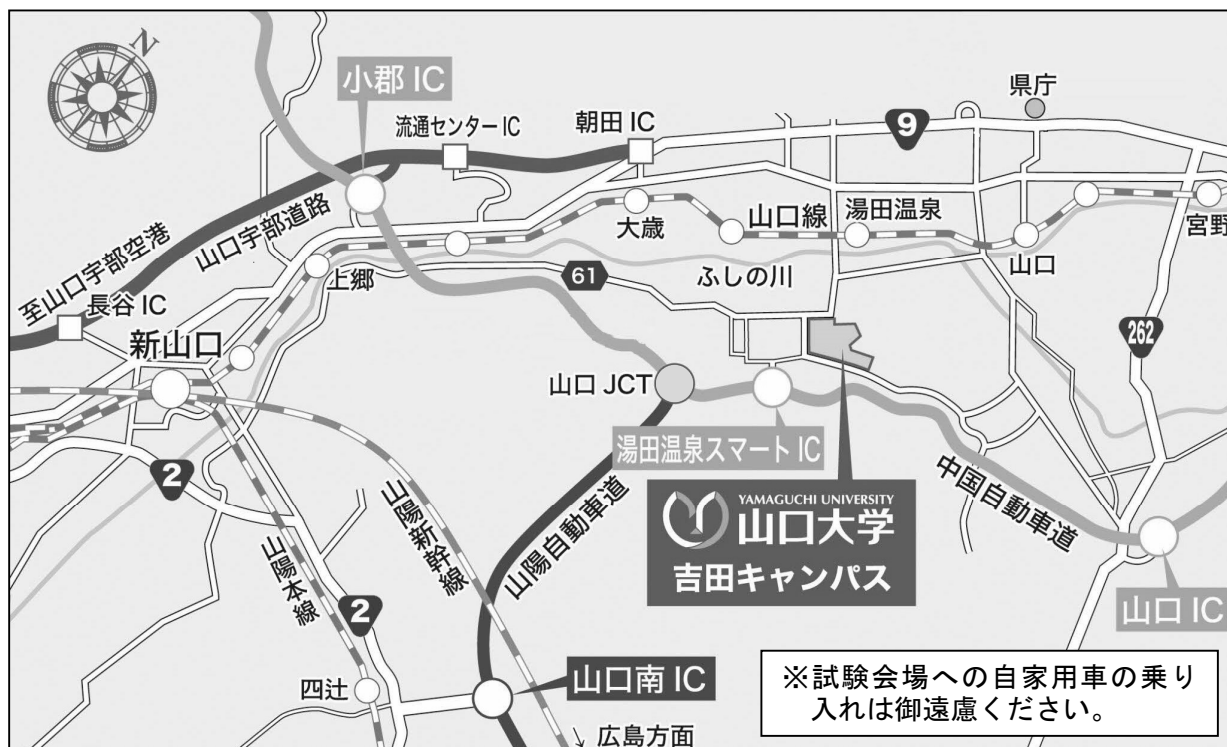 N
小郡 IC
流通センター IC
朝田 IC
9
県庁
至山口宇部空港
山口宇部道路
大歳
山口線
湯田温泉
宮野
上郷
61
ふしの川
山口
長谷 IC
新山口
262
山口 JCT
湯田温泉スマート IC
2
山陽新幹線
山陽自動車道
YAMAGUCHI UNIVERSITY
山口大学
吉田キャンパス
中国自動車道
山陽本線
2
山口 IC
四辻
山口南 IC
↘ 広島方面
※試験会場への自家用車の乗り
入れは御遠慮ください。